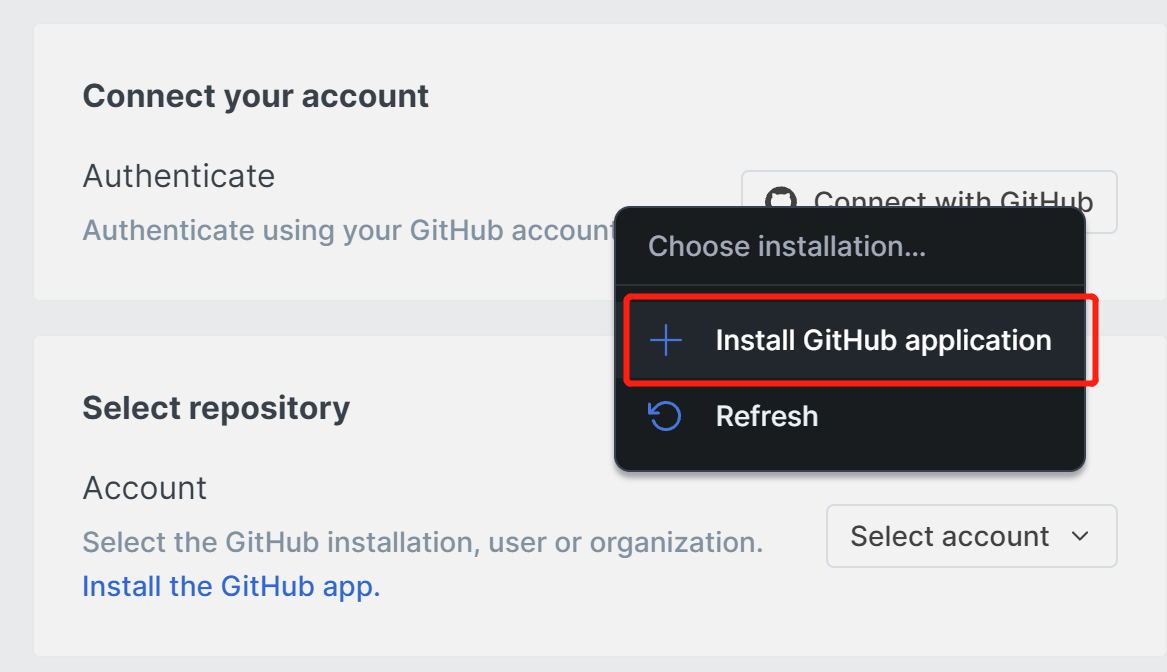 Connect your account
Authenticate
Connect with GitHub
Authenticate using your GitHub account
Choose installation...
Install GitHub application
Refresh
Select repository
Account
Select the GitHub installation, user or organization.
Install the GitHub app.
Select account